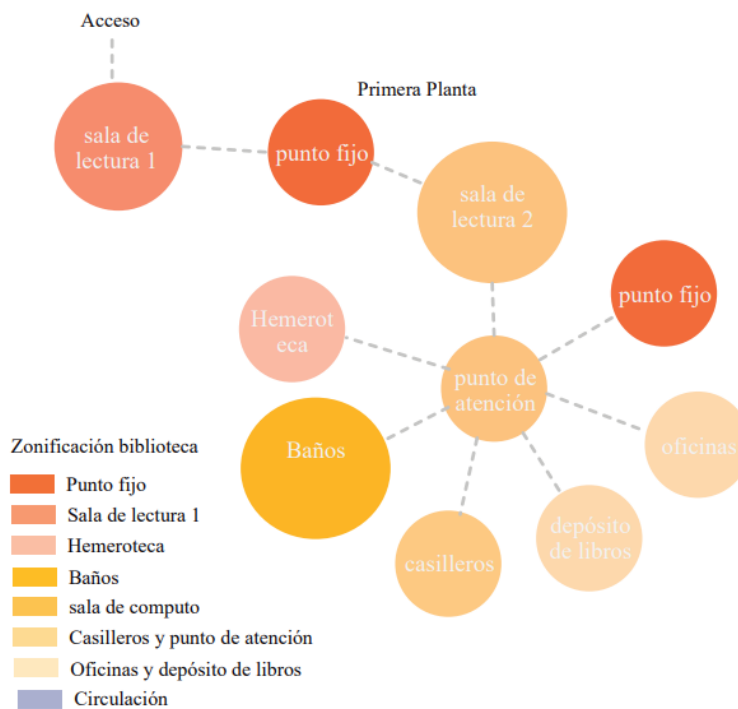 Acceso
Primera Planta
sala de
lectura 1
punto fijo
sala de
lectura 2
punto fijo
Hemerot
eca
punto de
atención
oficinas
Baños
depósito
de libros
casilleros
Zonificación biblioteca
Punto fijo
Sala de lectura 1
Hemeroteca
Baños
sala de computo
Casilleros y punto de atención
Oficinas y depósito de libros
Circulación